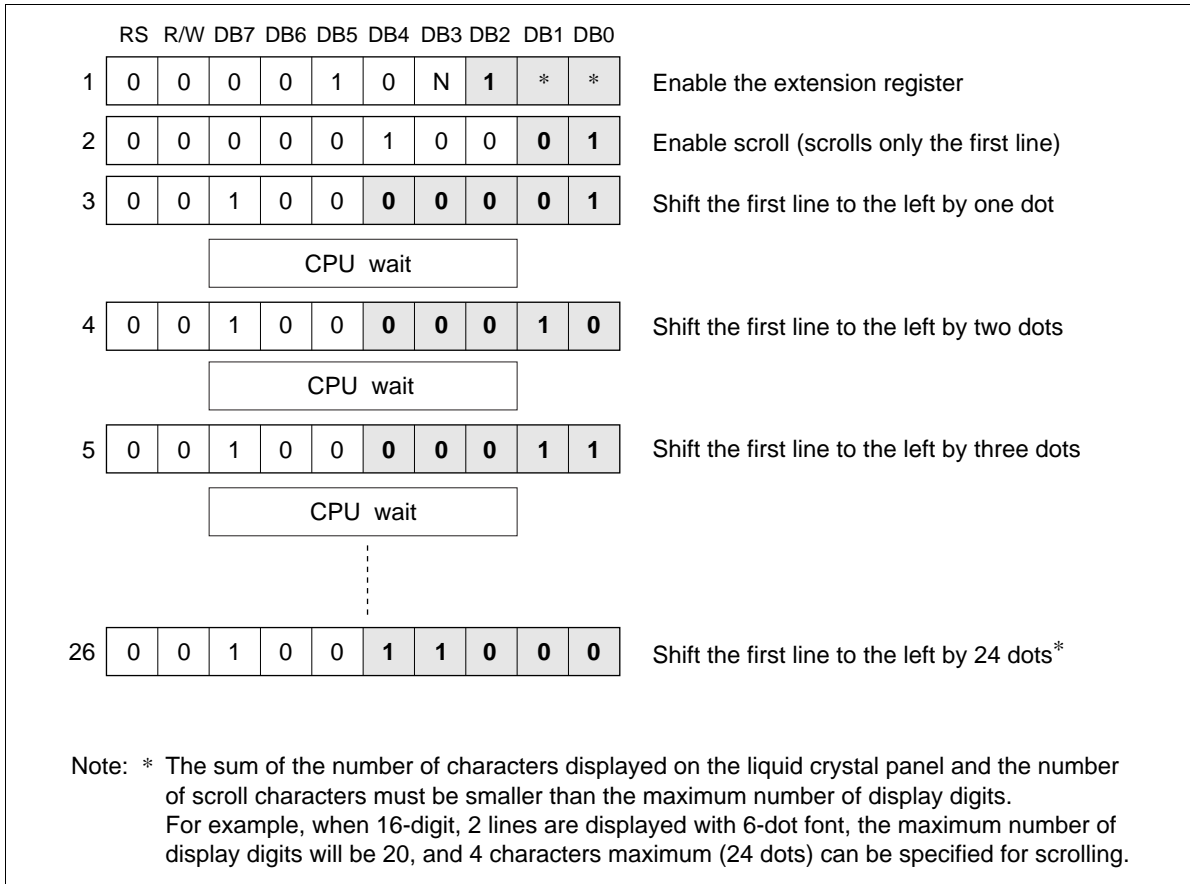 RS R/W DB7 DB6 DB5 DB4 DB3 DB2 DB1 DB0
1 0 0 0 0 1 0 N 1 * * Enable the extension register
2 0 0 0 0 0 1 0 0 0 1 Enable scroll (scrolls only the first line)
3 0 0 1 0 0 0 0 0 0 1 Shift the first line to the left by one dot
CPU wait
4 0 0 1 0 0 0 0 0 1 0 Shift the first line to the left by two dots
CPU wait
5 0 0 1 0 0 0 0 0 1 1 Shift the first line to the left by three dots
CPU wait
26 0 0 1 0 0 1 1 0 0 0 Shift the first line to the left by 24 dots*
Note: * The sum of the number of characters displayed on the liquid crystal panel and the number
of scroll characters must be smaller than the maximum number of display digits.
For example, when 16-digit, 2 lines are displayed with 6-dot font, the maximum number of
display digits will be 20, and 4 characters maximum (24 dots) can be specified for scrolling.